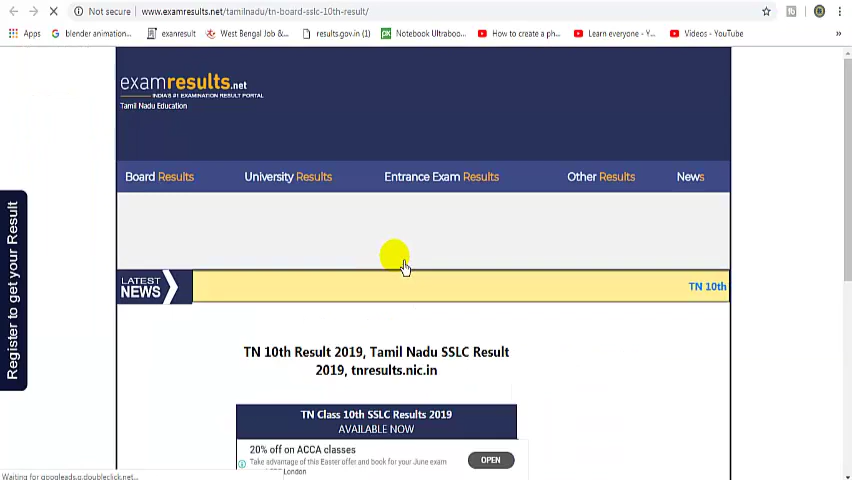 Not secure | www.examresults.net/tamilnadu/tn-board-sslc-10th-result/
Apps
blender animation...
exanresult
West Bengal Job &...
results.gov.in (1)
Notebook Ultraboo...
How to create a ph...
Learn everyone - Y...
Videos - YouTube
»
examresults.net
INDIA'S #1 EXAMINATION RESULT PORTAL
Tamil Nadu Education
Board Results
University Results
Entrance Exam Results
Other Results
News
Register to get your Result
LATEST
NEWS
TN 10th
TN 10th Result 2019, Tamil Nadu SSLC Result
2019, tnresults.nic.in
TN Class 10th SSLC Results 2019
AVAILABLE NOW
20% off on ACCA classes
Take advantage of this Easter offer and book for your June exam
London
OPEN
Waiting for googleads.g.doubleclick.net...